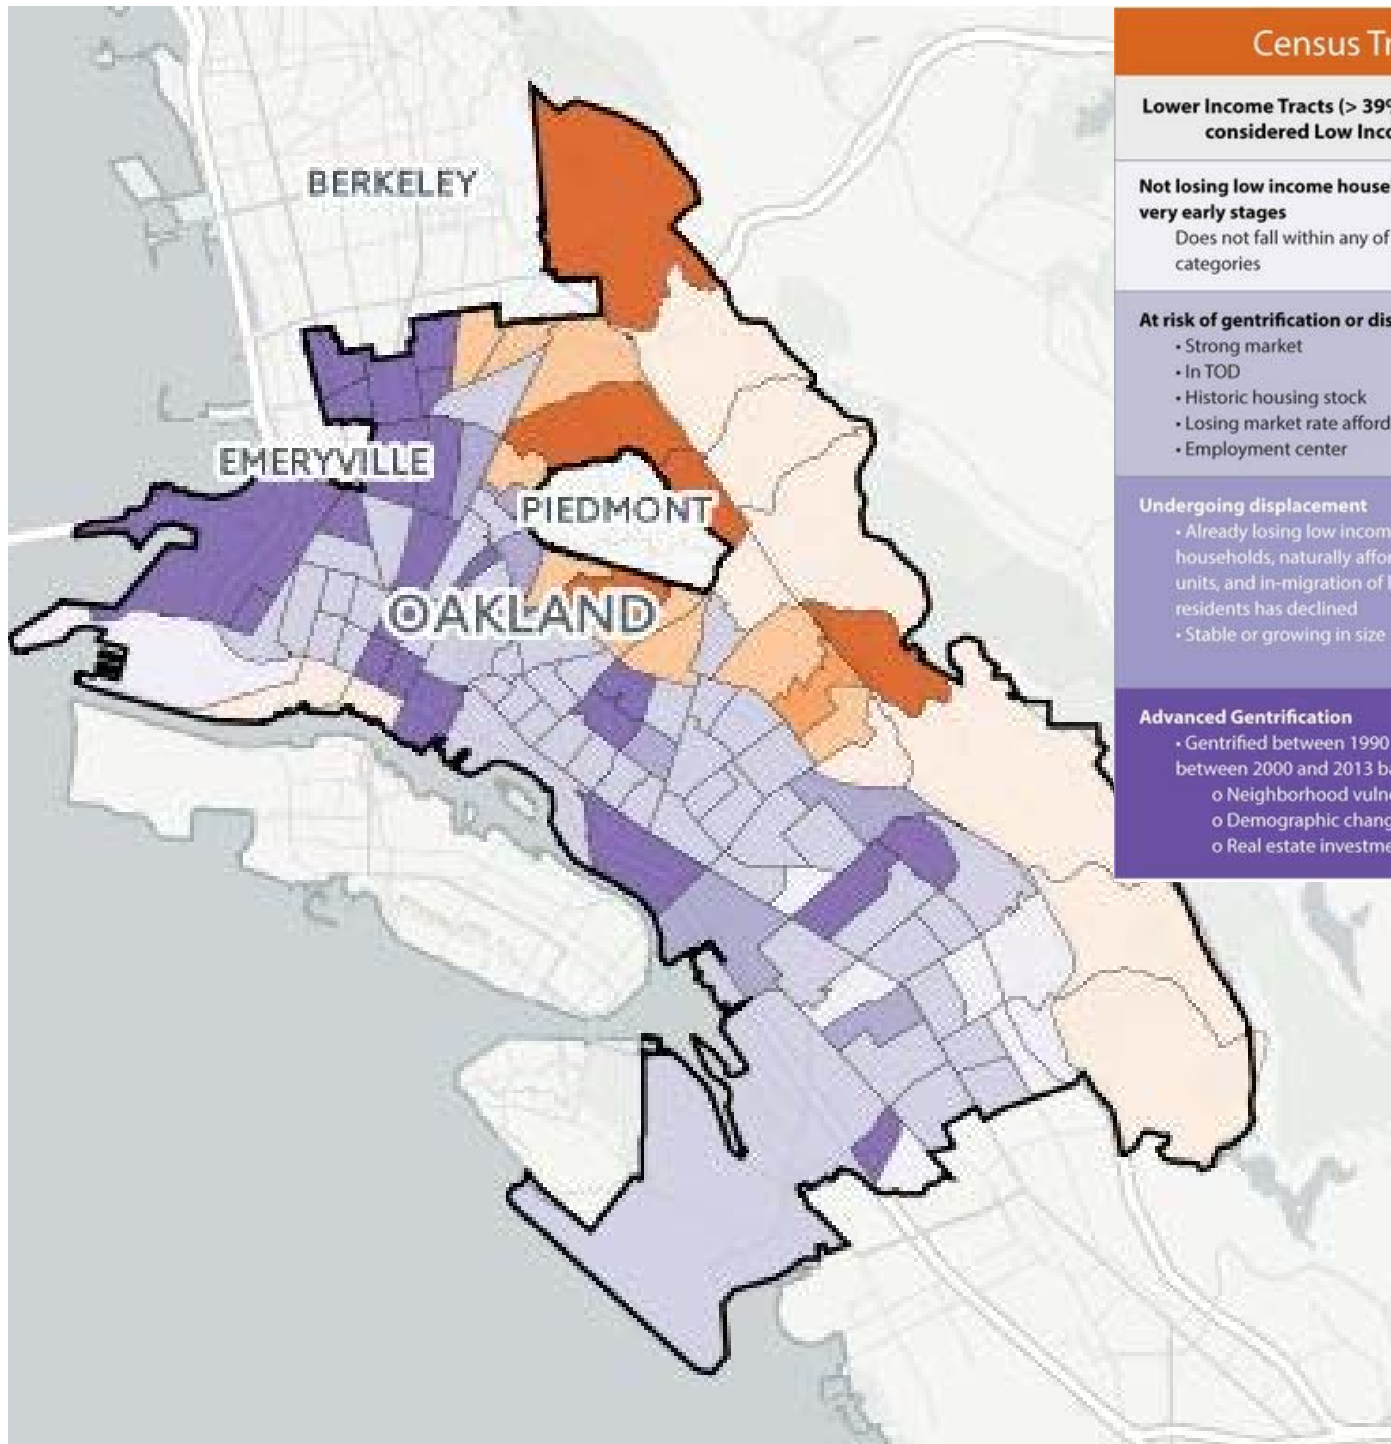 Census Tr
Lower Income Tracts (> 39%
considered Low Inco
Not losing low income house
very early stages
Does not fall within any of
categories
At risk of gentrification or dis
• Strong market
• In TOD
• Historic housing stock
• Losing market rate afford
• Employment center
Undergoing displacement
• Already losing low incom
households, naturally affor
units, and in-migration of l
residents has declined
• Stable or growing in size
Advanced Gentrification
• Gentrified between 1990
between 2000 and 2013 ba
o Neighborhood vulne
o Demographic chang
o Real estate investme
BERKELEY
EMERYVILLE
PIEDMONT
OAKLAND